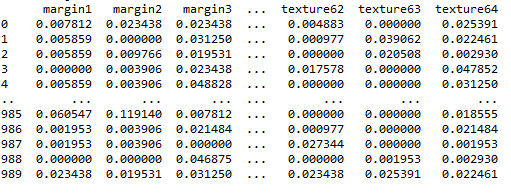 margin1 margin2 margin3 ... texture62 texture63 texture64
0 0.007812 0.023438 0.023438 ... 0.004883 0.000000 0.025391
1 0.005859 0.000000 0.031250 ... 0.000977 0.039062 0.022461
2 0.005859 0.009766 0.019531 ... 0.000000 0.020508 0.002930
3 0.000000 0.003906 0.023438 ... 0.017578 0.000000 0.047852
4 0.005859 0.003906 0.048828 ... 0.000000 0.000000 0.031250
.. ... ... ... ... ... ... ...
985 0.060547 0.119140 0.007812 ... 0.000000 0.000000 0.018555
986 0.001953 0.003906 0.021484 ... 0.000977 0.000000 0.021484
987 0.001953 0.003906 0.000000 ... 0.027344 0.000000 0.001953
988 0.000000 0.000000 0.046875 ... 0.000000 0.001953 0.002930
989 0.023438 0.019531 0.031250 ... 0.023438 0.025391 0.022461